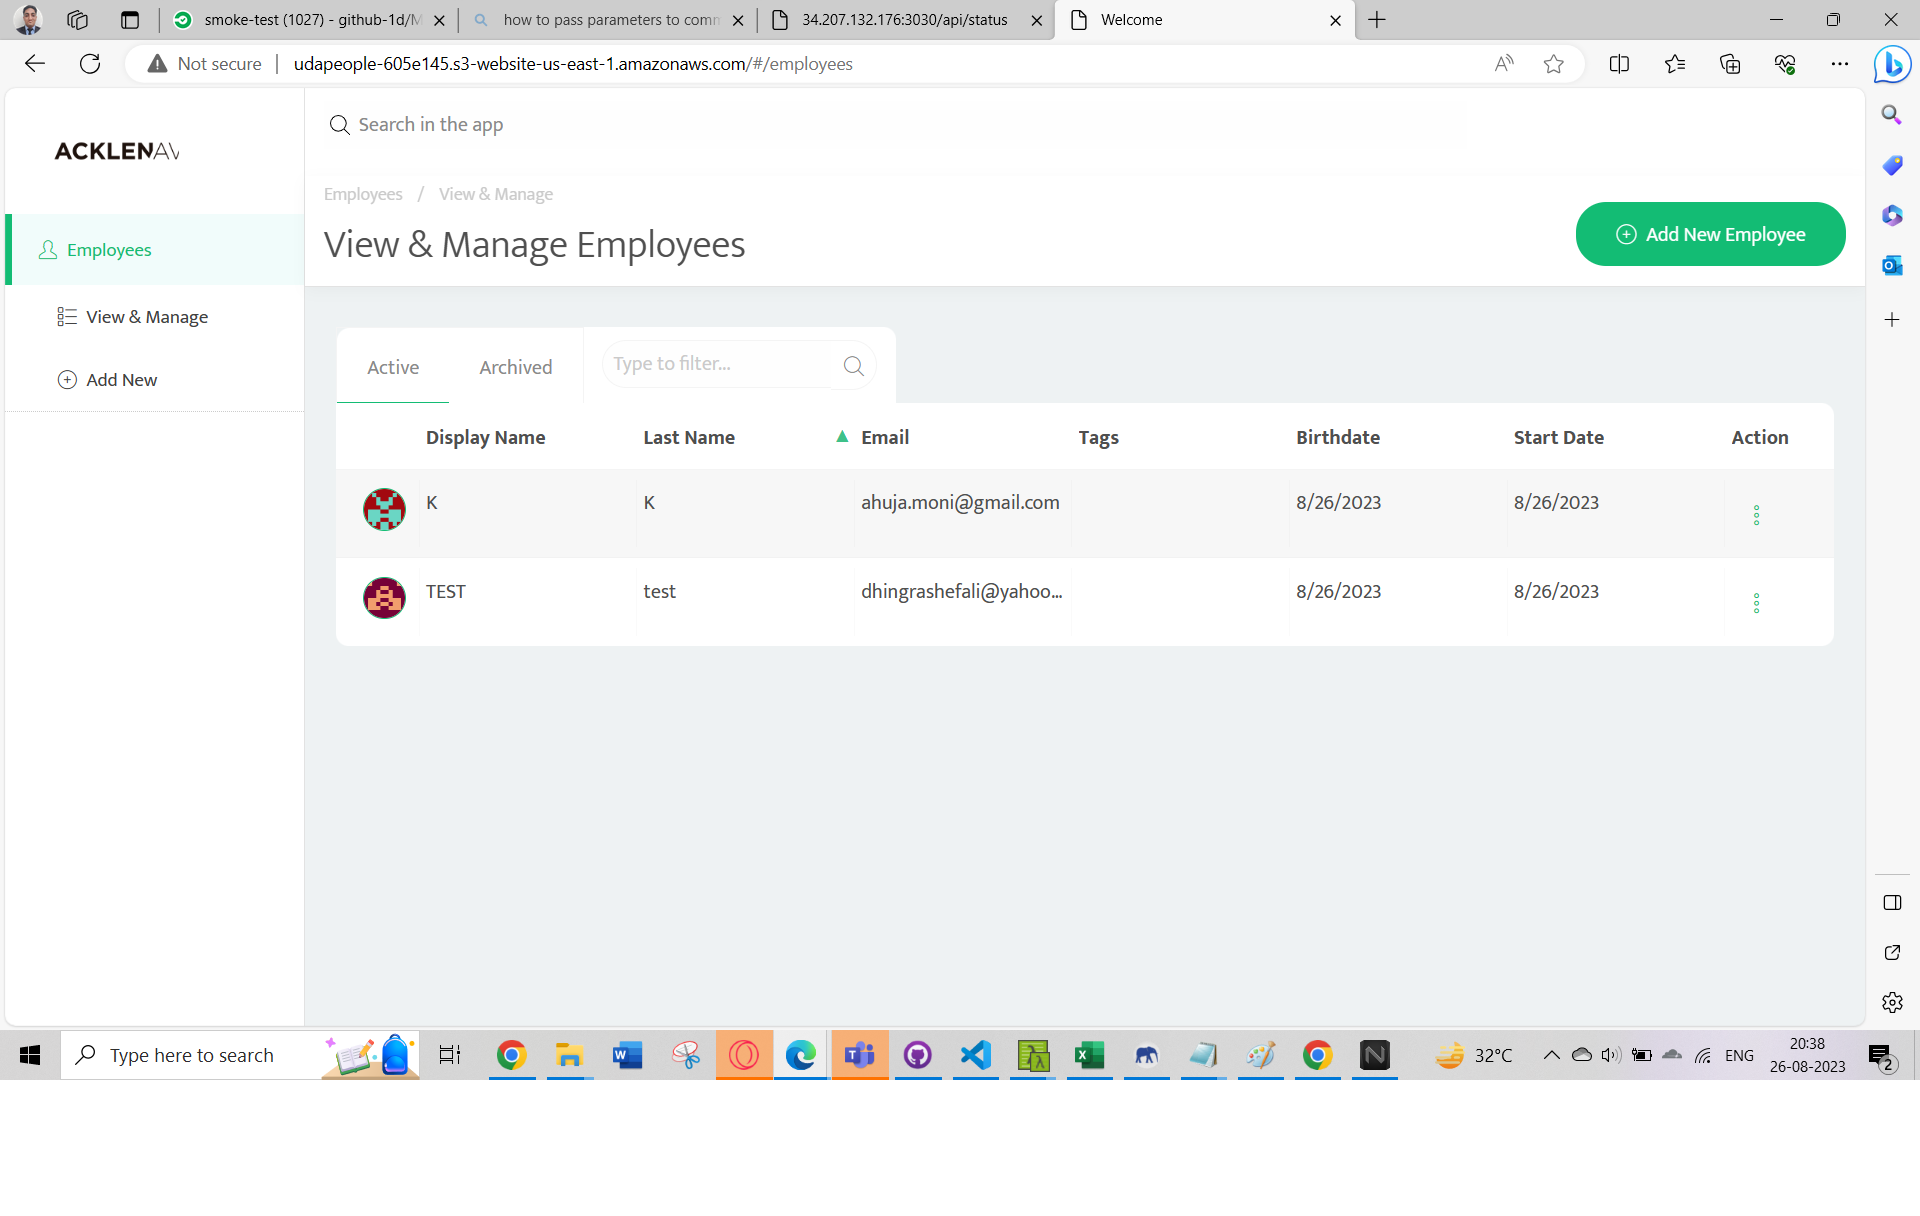 smoke-test (1027) - github-1d/M
how to pass parameters to comm
34.207.132.176:3030/api/status
Welcome
Not secure
udapeople-605e145.s3-website-us-east-1.amazonaws.com/#/employees
ACKLENAV
Search in the app
Employees / View & Manage
View & Manage Employees
Add New Employee
Employees
View & Manage
Add New
Active
Archived
Type to filter...
Display Name
Last Name
Email
Tags
Birthdate
Start Date
Action
K
K
ahuja.moni@gmail.com
8/26/2023
8/26/2023
TEST
test
dhingrashefali@yahoo...
8/26/2023
8/26/2023
Type here to search
32°C
ENG
20:38
26-08-2023
2